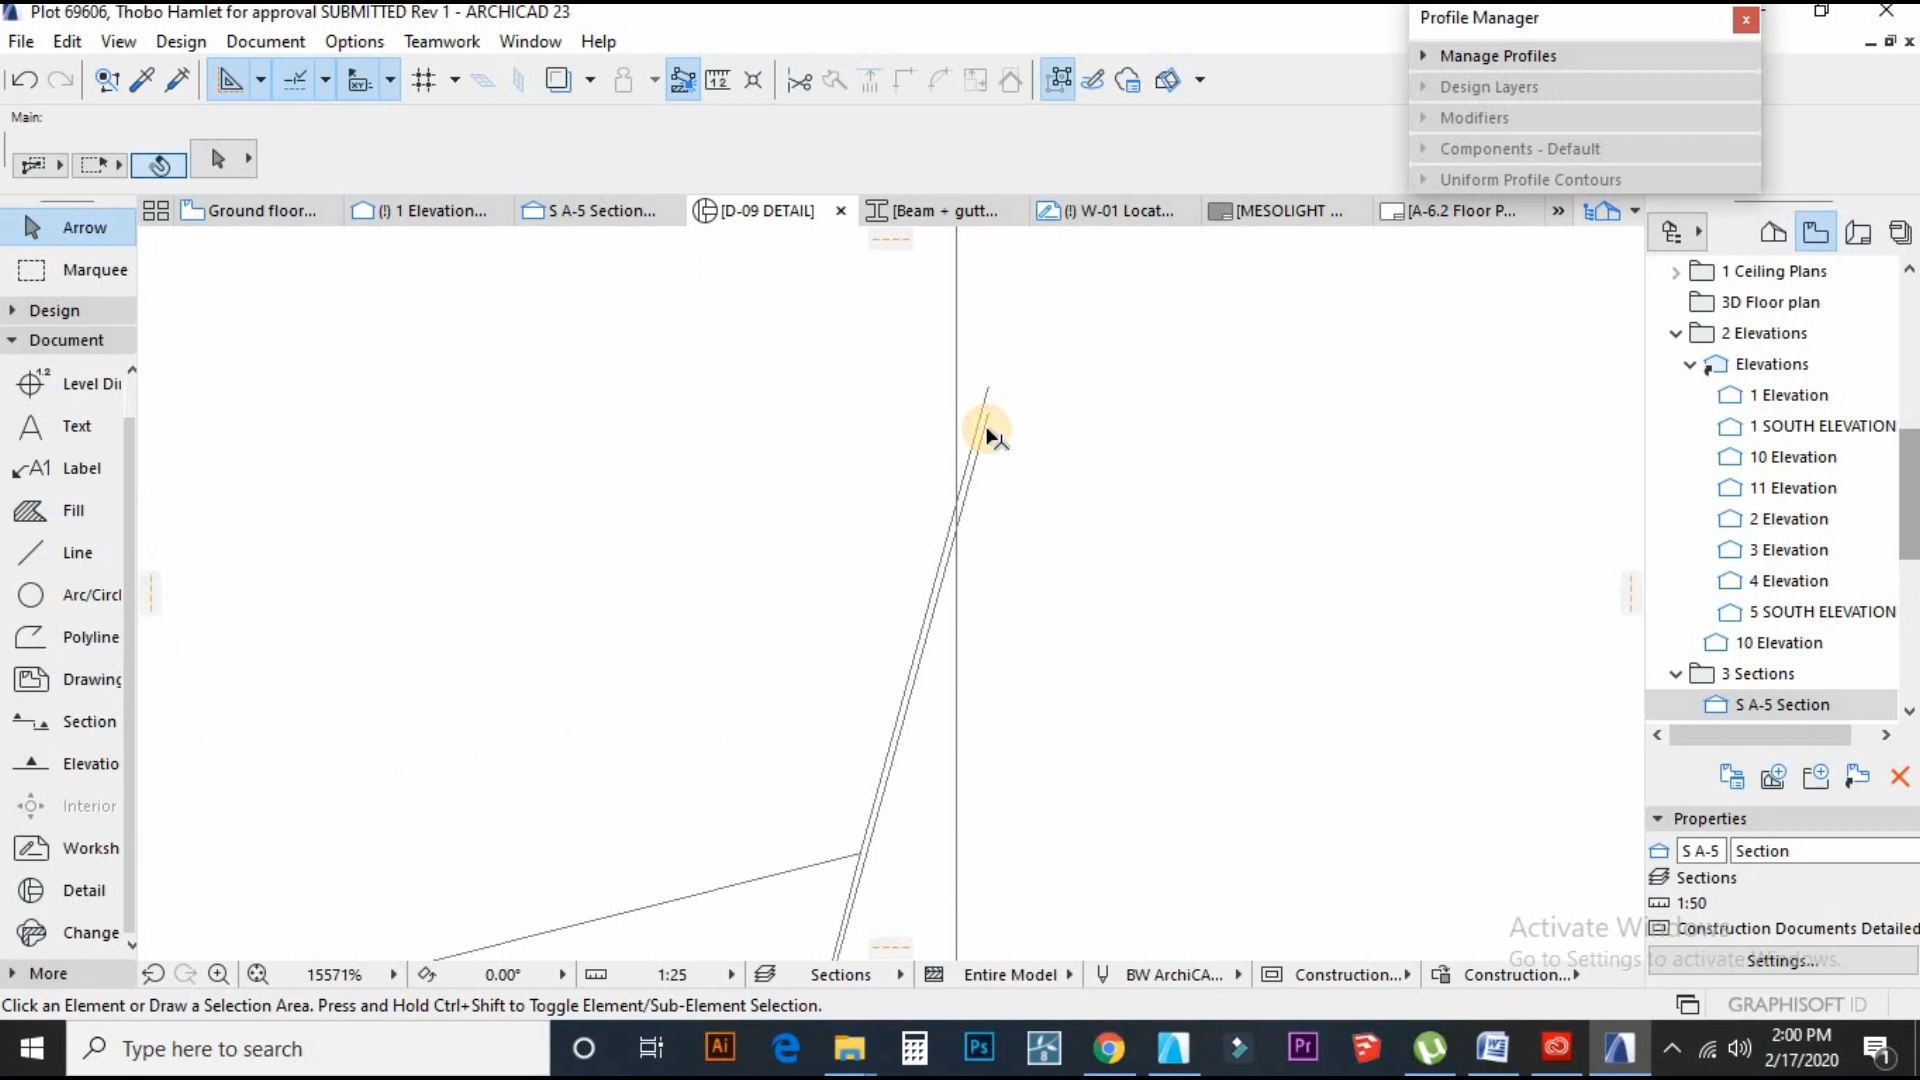 Plot 69606, Thobo Hamlet for approval SUBMITTED Rev 1 - ARCHICAD 23
Profile Manager
File Edit View Design Document Options Teamwork Window Help
Manage Profiles
Design Layers
Modifiers
Components - Default
Uniform Profile Contours
Main:
Ground floor...
(!) 1 Elevation...
S A-5 Section...
[D-09 DETAIL]
[Beam + gutt...
(!) W-01 Locat...
[MESOLIGHT ...
[A-6.2 Floor P...
Arrow
Marquee
Design
Document
1.2
Level Di
Text
A1
Label
Fill
Line
Arc/Circl
Polyline
Drawing
Section
Elevatio
Interior
Worksh
Detail
Change
More
1 Ceiling Plans
3D Floor plan
2 Elevations
Elevations
1 Elevation
1 SOUTH ELEVATION
10 Elevation
11 Elevation
2 Elevation
3 Elevation
4 Elevation
5 SOUTH ELEVATION
10 Elevation
3 Sections
S A-5 Section
Properties
S A-5 Section
Sections
1:50
Construction Documents Detailed
Settings...
Activate Windows
Go to Settings to activate Windows.
15571% 0.00° 1:25 Sections Entire Model BW ArchiCA... Construction... Construction...
Click an Element or Draw a Selection Area. Press and Hold Ctrl+Shift to Toggle Element/Sub-Element Selection.
GRAPHISOFT ID
Type here to search
Ai
Ps
8
Pr
2:00 PM
2/17/2020
1